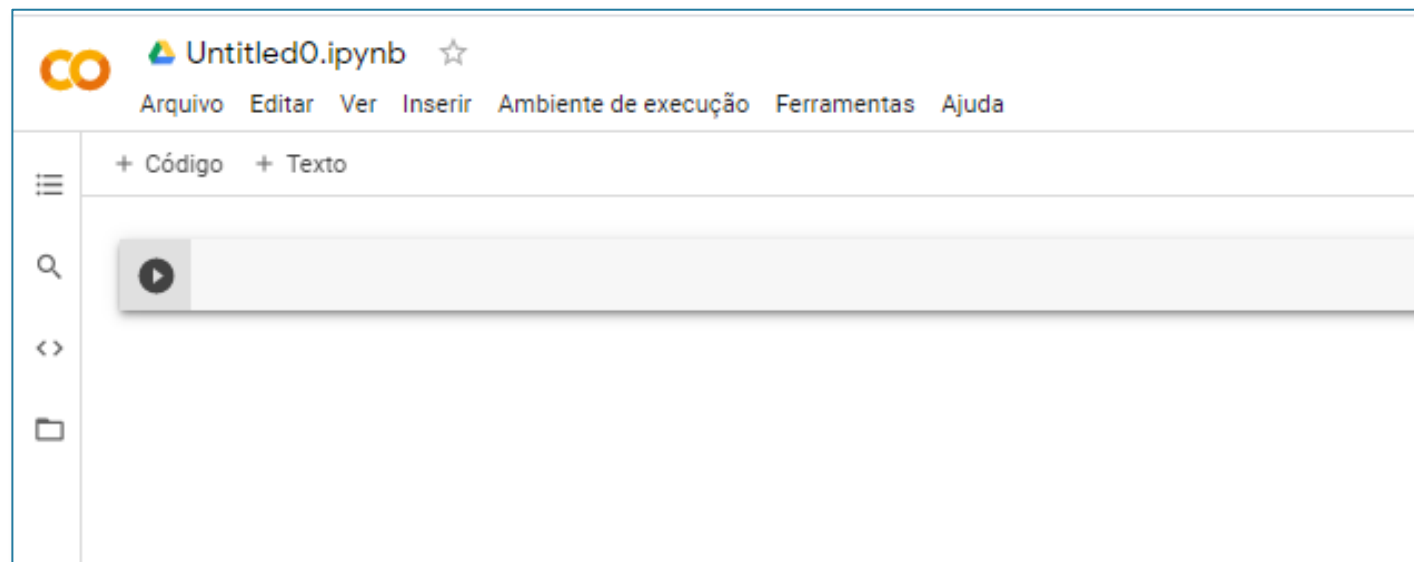 CO Untitled0.ipynb
Arquivo Editar Ver Inserir Ambiente de execução Ferramentas Ajuda
+ Código + Texto